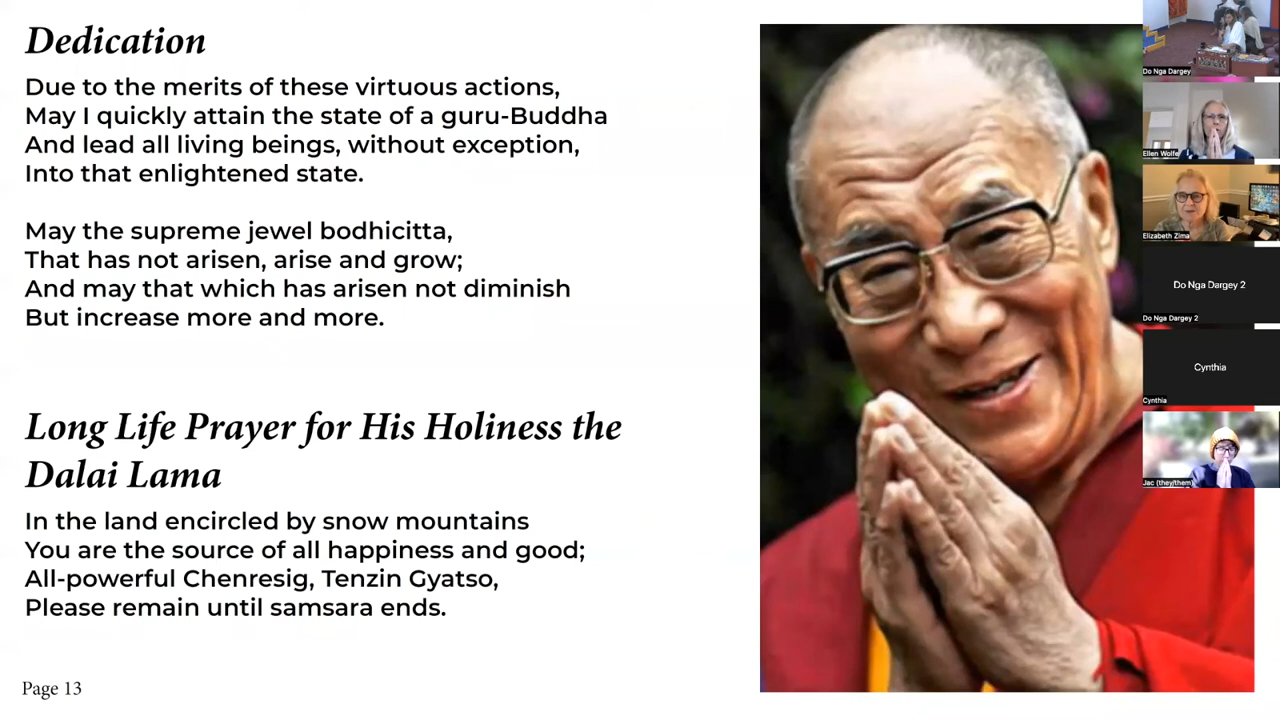 Dedication
Due to the merits of these virtuous actions,
May I quickly attain the state of a guru-Buddha
And lead all living beings, without exception,
Into that enlightened state.
May the supreme jewel bodhicitta,
That has not arisen, arise and grow;
And may that which has arisen not diminish
But increase more and more.
Long Life Prayer for His Holiness the
Dalai Lama
In the land encircled by snow mountains
You are the source of all happiness and good;
All-powerful Chenresig, Tenzin Gyatso,
Please remain until samsara ends.
Page 13
Do Nga Dargey
Ellen Wolfe
Elizabeth Zima
Do Nga Dargey 2
Do Nga Dargey 2
Cynthia
Cynthia
Jac (they/them)